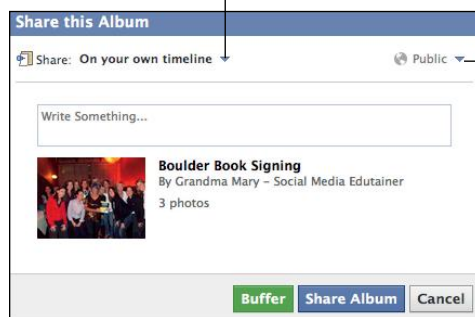 Share this Album
Share: On your own timeline Public
Write Something...
Boulder Book Signing
By Grandma Mary – Social Media Edutainer
3 photos
Buffer Share Album Cancel